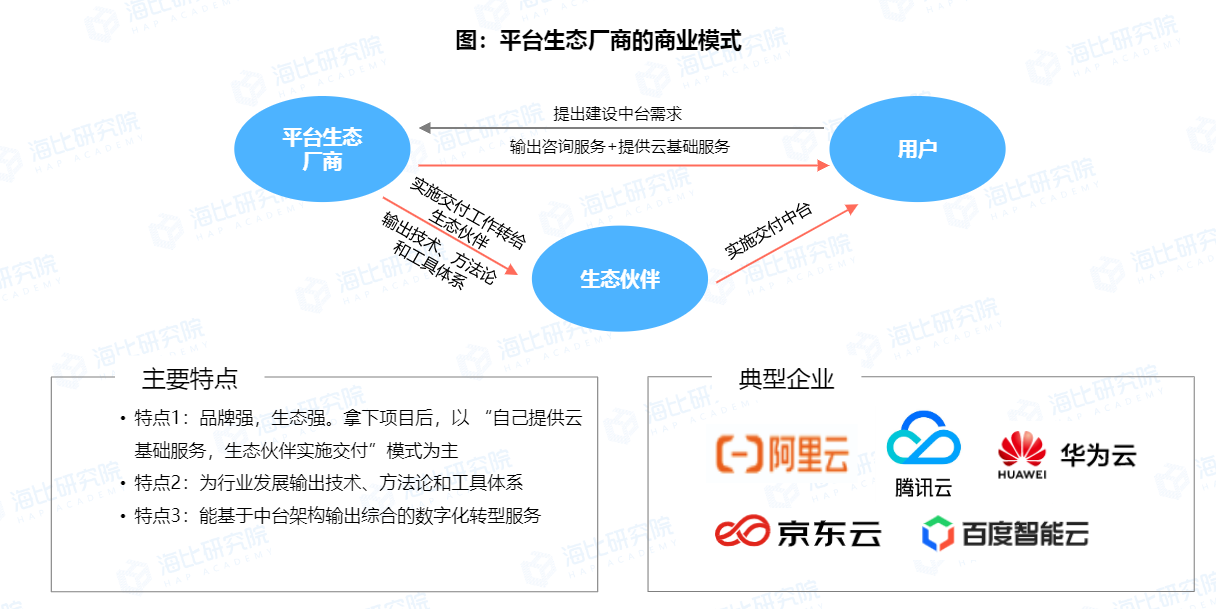 图：平台生态厂商的商业模式
提出建设中台需求
平台生态
厂商
输出咨询服务+提供云基础服务
用户
实施交付工作转给
生态伙伴
输出技术、方法论
和工具体系
实施交付中台
生态伙伴
主要特点
• 特点1：品牌强，生态强。拿下项目后，以 “自己提供云
基础服务，生态伙伴实施交付”模式为主
• 特点2：为行业发展输出技术、方法论和工具体系
• 特点3：能基于中台架构输出综合的数字化转型服务
典型企业
阿里云
腾讯云
HUAWEI
华为云
京东云
百度智能云
海比研究院
HAP ACADEMY